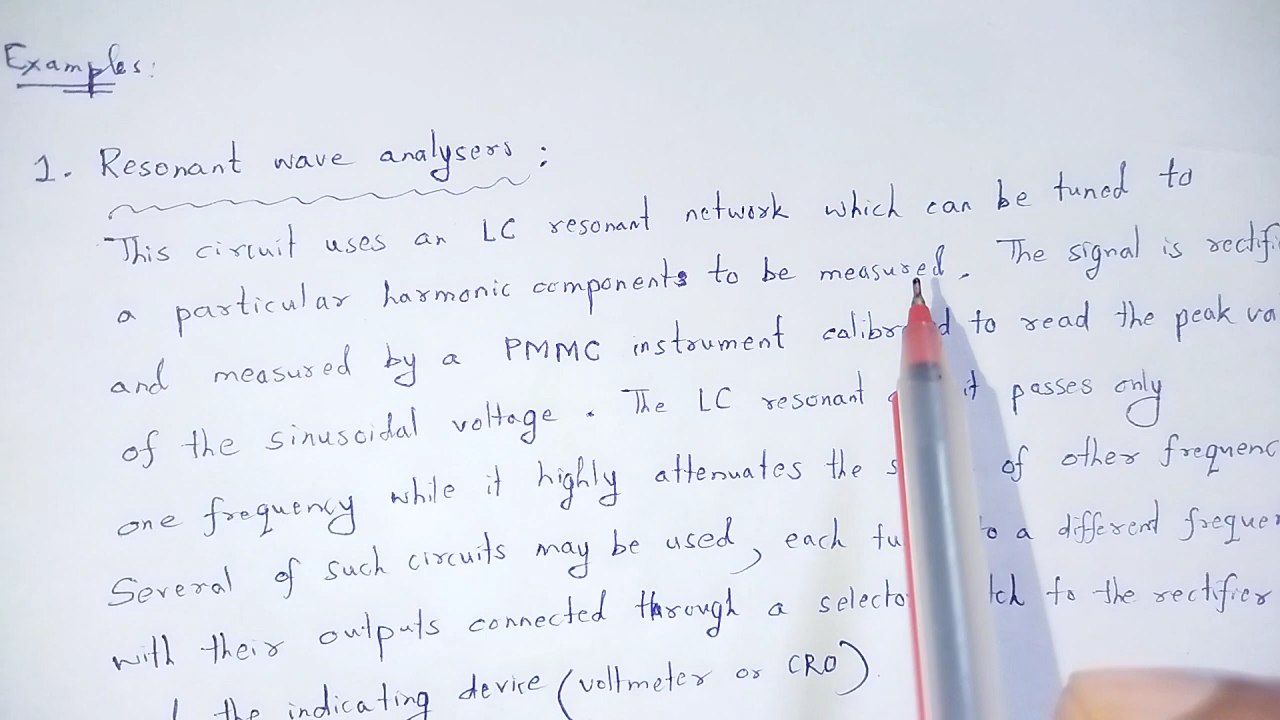 Examples:
1. Resonant wave analysers :
This circuit uses an LC resonant network which can be tuned to
a particular harmonic components to be measured. The signal is
and measured by a PMMC instrument to read the peak
of the sinusoidal voltage. The LC resonant passes only
one frequency while it highly attenuates the of other
Several of such circuits may be used, each a different
with their outputs connected through a to the rectifier
the indicating device (voltmeter or CRO)